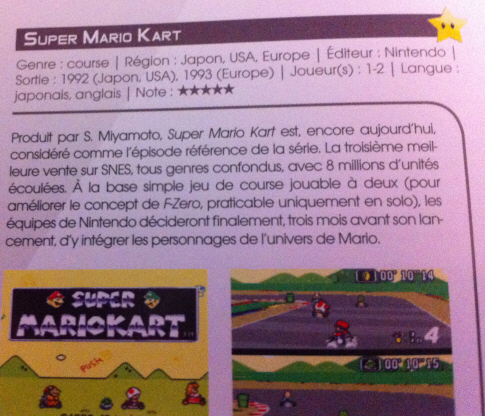 SUPER MARIO KART
Genre : course | Région : Japon, USA, Europe | Éditeur : Nintendo |
Sortie : 1992 (Japon, USA), 1993 (Europe) | Joueur(s) : 1-2 | Langue :
japonais, anglais | Note : ★★★★★
Produit par S. Miyamoto, Super Mario Kart est, encore aujourd'hui,
considéré comme l'épisode référence de la série. La troisième meil-
leure vente sur SNES, tous genres confondus, avec 8 millions d'unités
écoulées. À la base simple jeu de course jouable à deux (pour
améliorer le concept de F-Zero, praticable uniquement en solo), les
équipes de Nintendo décideront finalement, trois mois avant son lan-
cement, d'y intégrer les personnages de l'univers de Mario.
SUPER
MARIOKART
PUSH
00'10"14
4
00'10"15